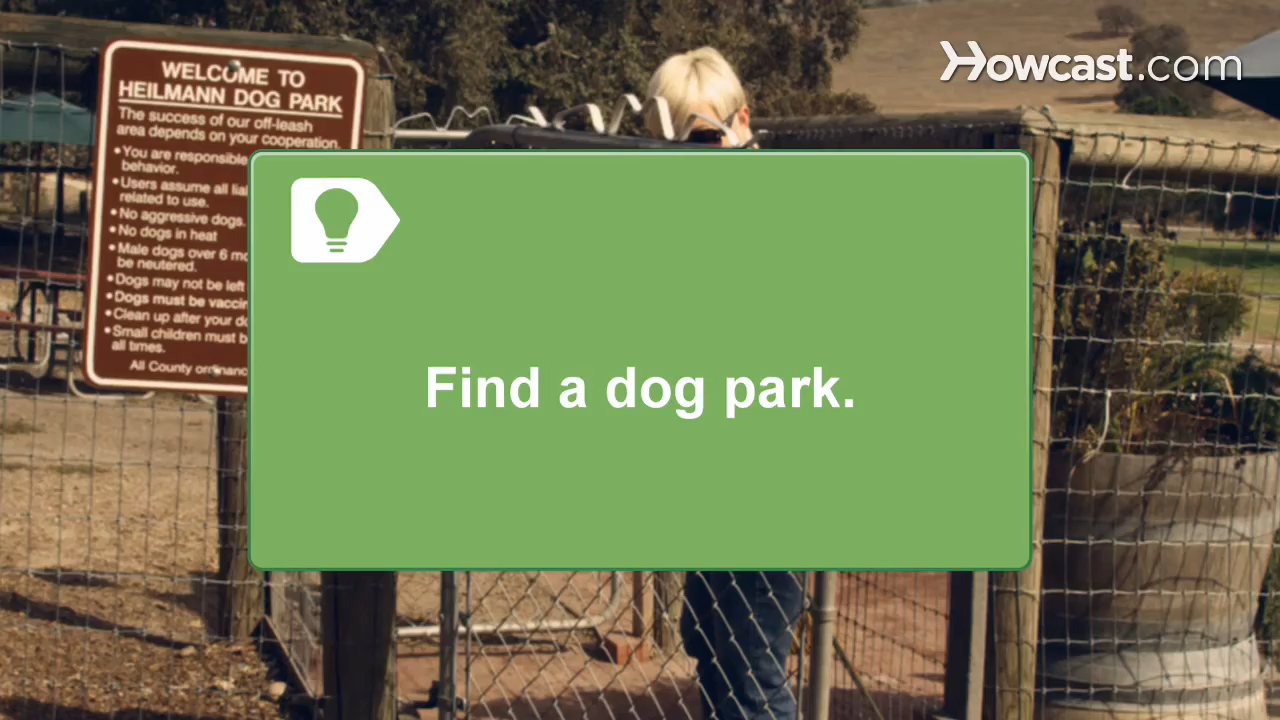 Howcast.com
WELCOME TO
HEILMANN DOG PARK
The success of our off-leash
area depends on your cooperation.
• You are responsible
behavior.
• Users assume all
related to use.
• No aggressive dogs.
• No dogs in heat
• Male dogs over 6
be neutered.
• Dogs may not be left
• Dogs must be
• Clean up after your
• Small children must
all times.
All County
Find a dog park.